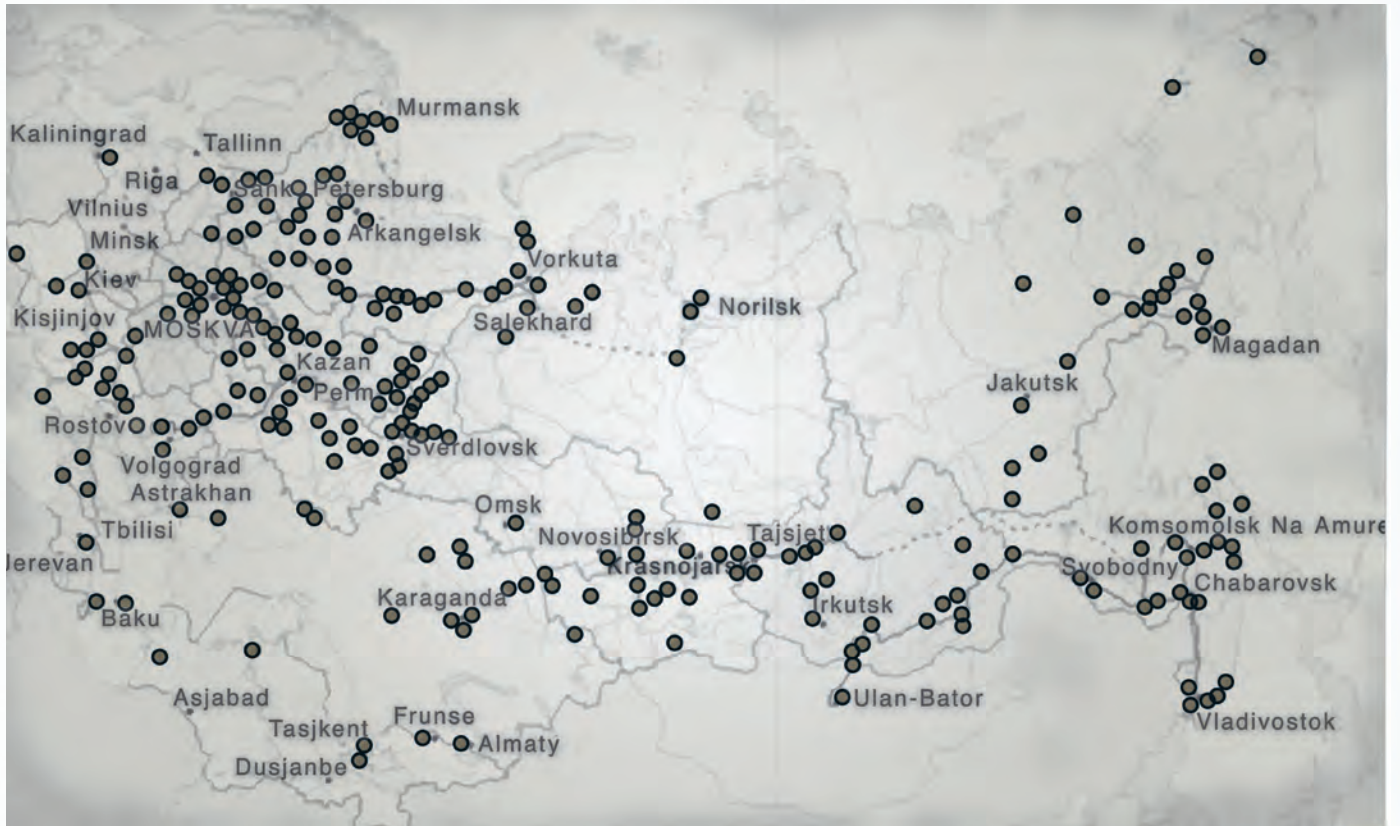 Murmansk
Kaliningrad
Tallinn
Riga
Sankt Petersburg
Vilnius
Minsk
Arkangelsk
Vorkuta
Kiev
Norilsk
Kisjinjov
MOSKVA
Salekhard
Magadan
Kazan
Jakutsk
Perm
Rostov
Sverdlovsk
Volgograd
Astrakhan
Omsk
Tbilisi
Novosibirsk
Tajsjet
Komsomolsk Na Amure
Jerevan
Krasnojarsk
Svobodny
Chabarovsk
Karaganda
Irkutsk
Baku
Asjabad
Ulan-Bator
Vladivostok
Tasjkent
Frunse
Almaty
Dusjanbe